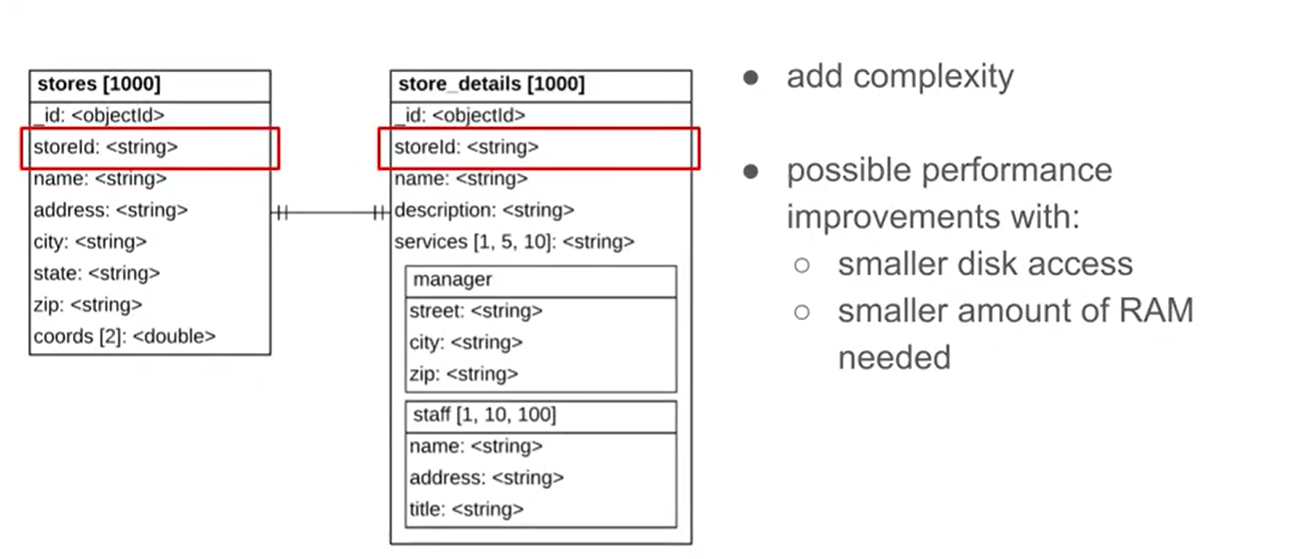 stores [1000]
_id: <objectId>
storeId: <string>
name: <string>
address: <string>
city: <string>
state: <string>
zip: <string>
coords [2]: <double>
store_details [1000]
_id: <objectId>
storeId: <string>
name: <string>
description: <string>
services [1, 5, 10]: <string>
manager
street: <string>
city: <string>
zip: <string>
staff [1, 10, 100]
name: <string>
address: <string>
title: <string>
● add complexity
● possible performance
improvements with:
○ smaller disk access
○ smaller amount of RAM
needed